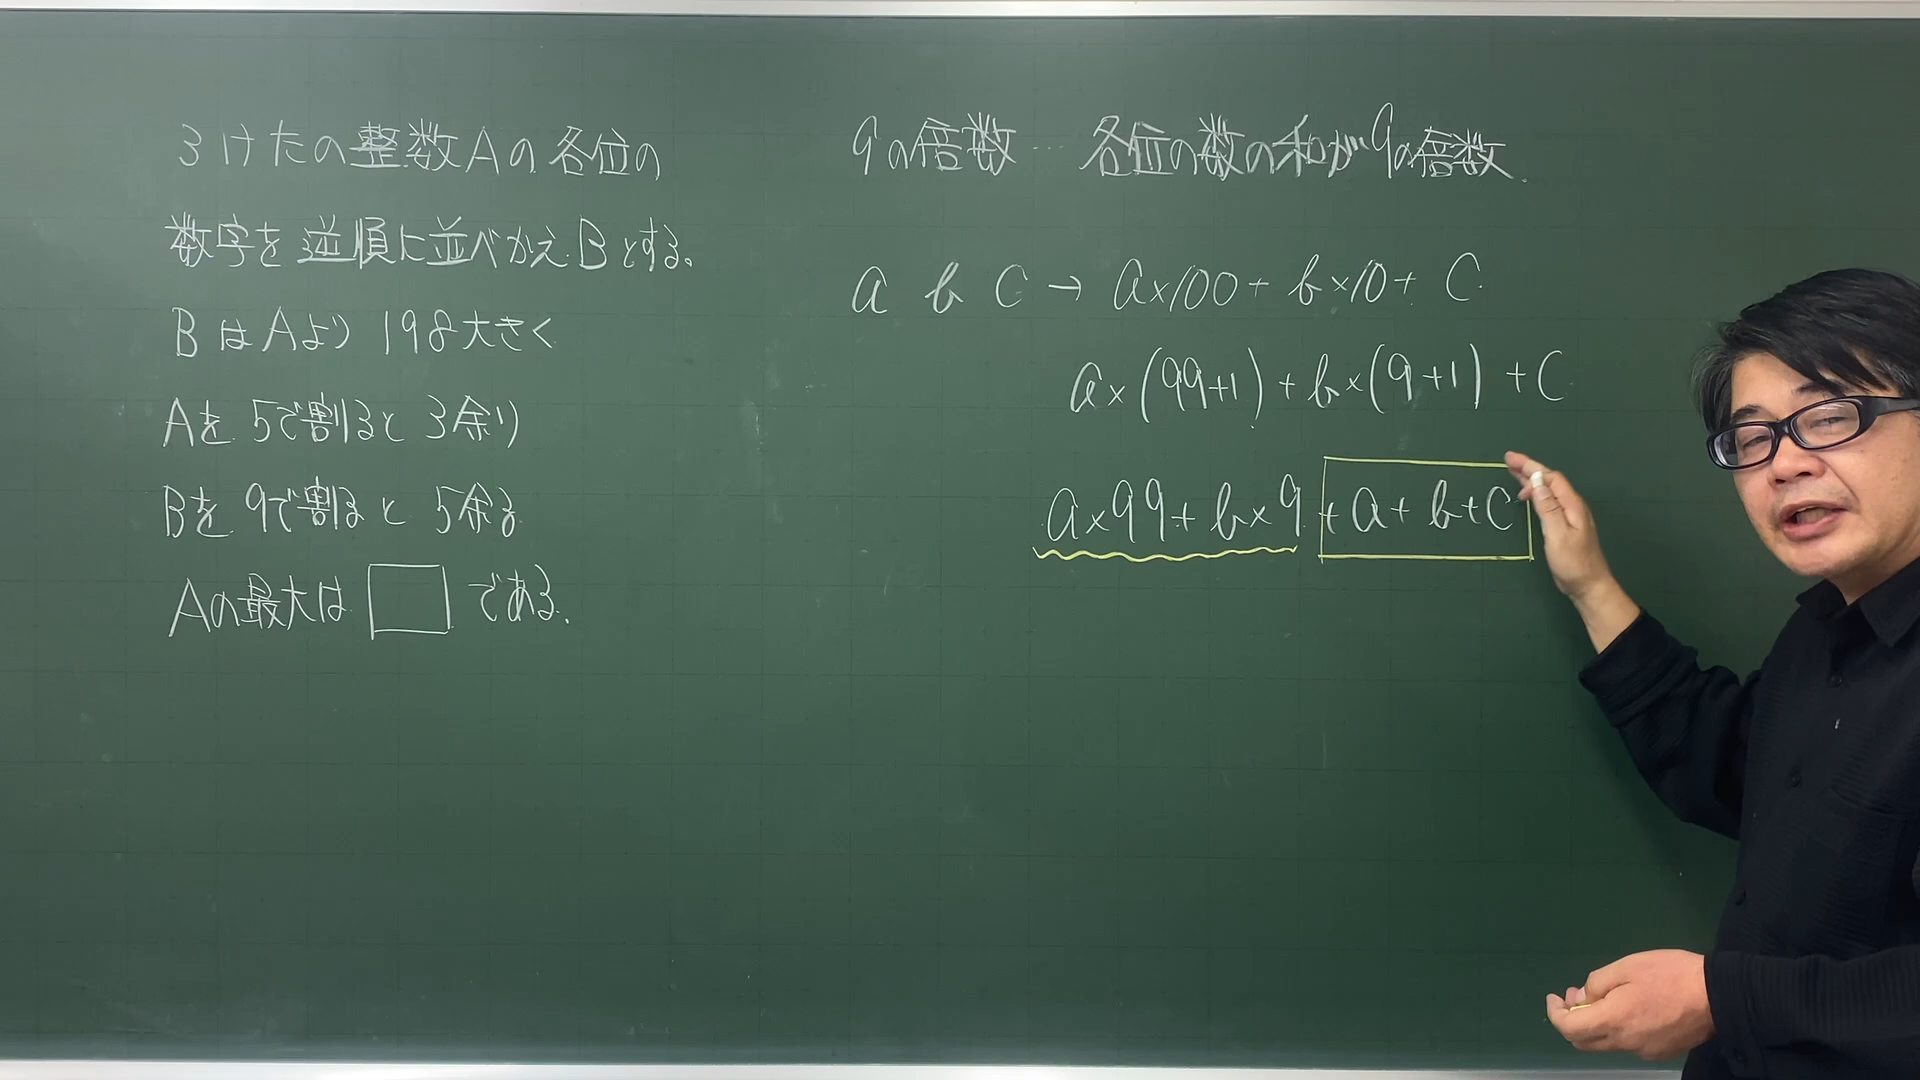 3けたの整数Aの各位の
数字を逆順に並べかえBとする。
BはAより198大きく
Aを5で割ると3余り
Bを9で割ると5余る
Aの最大は□である.
9の倍数…各位の数の和が9の倍数.
a b c → a×100+b×10+c
a×(99+1)+b×(9+1)+c
a×99+b×9+a+b+c